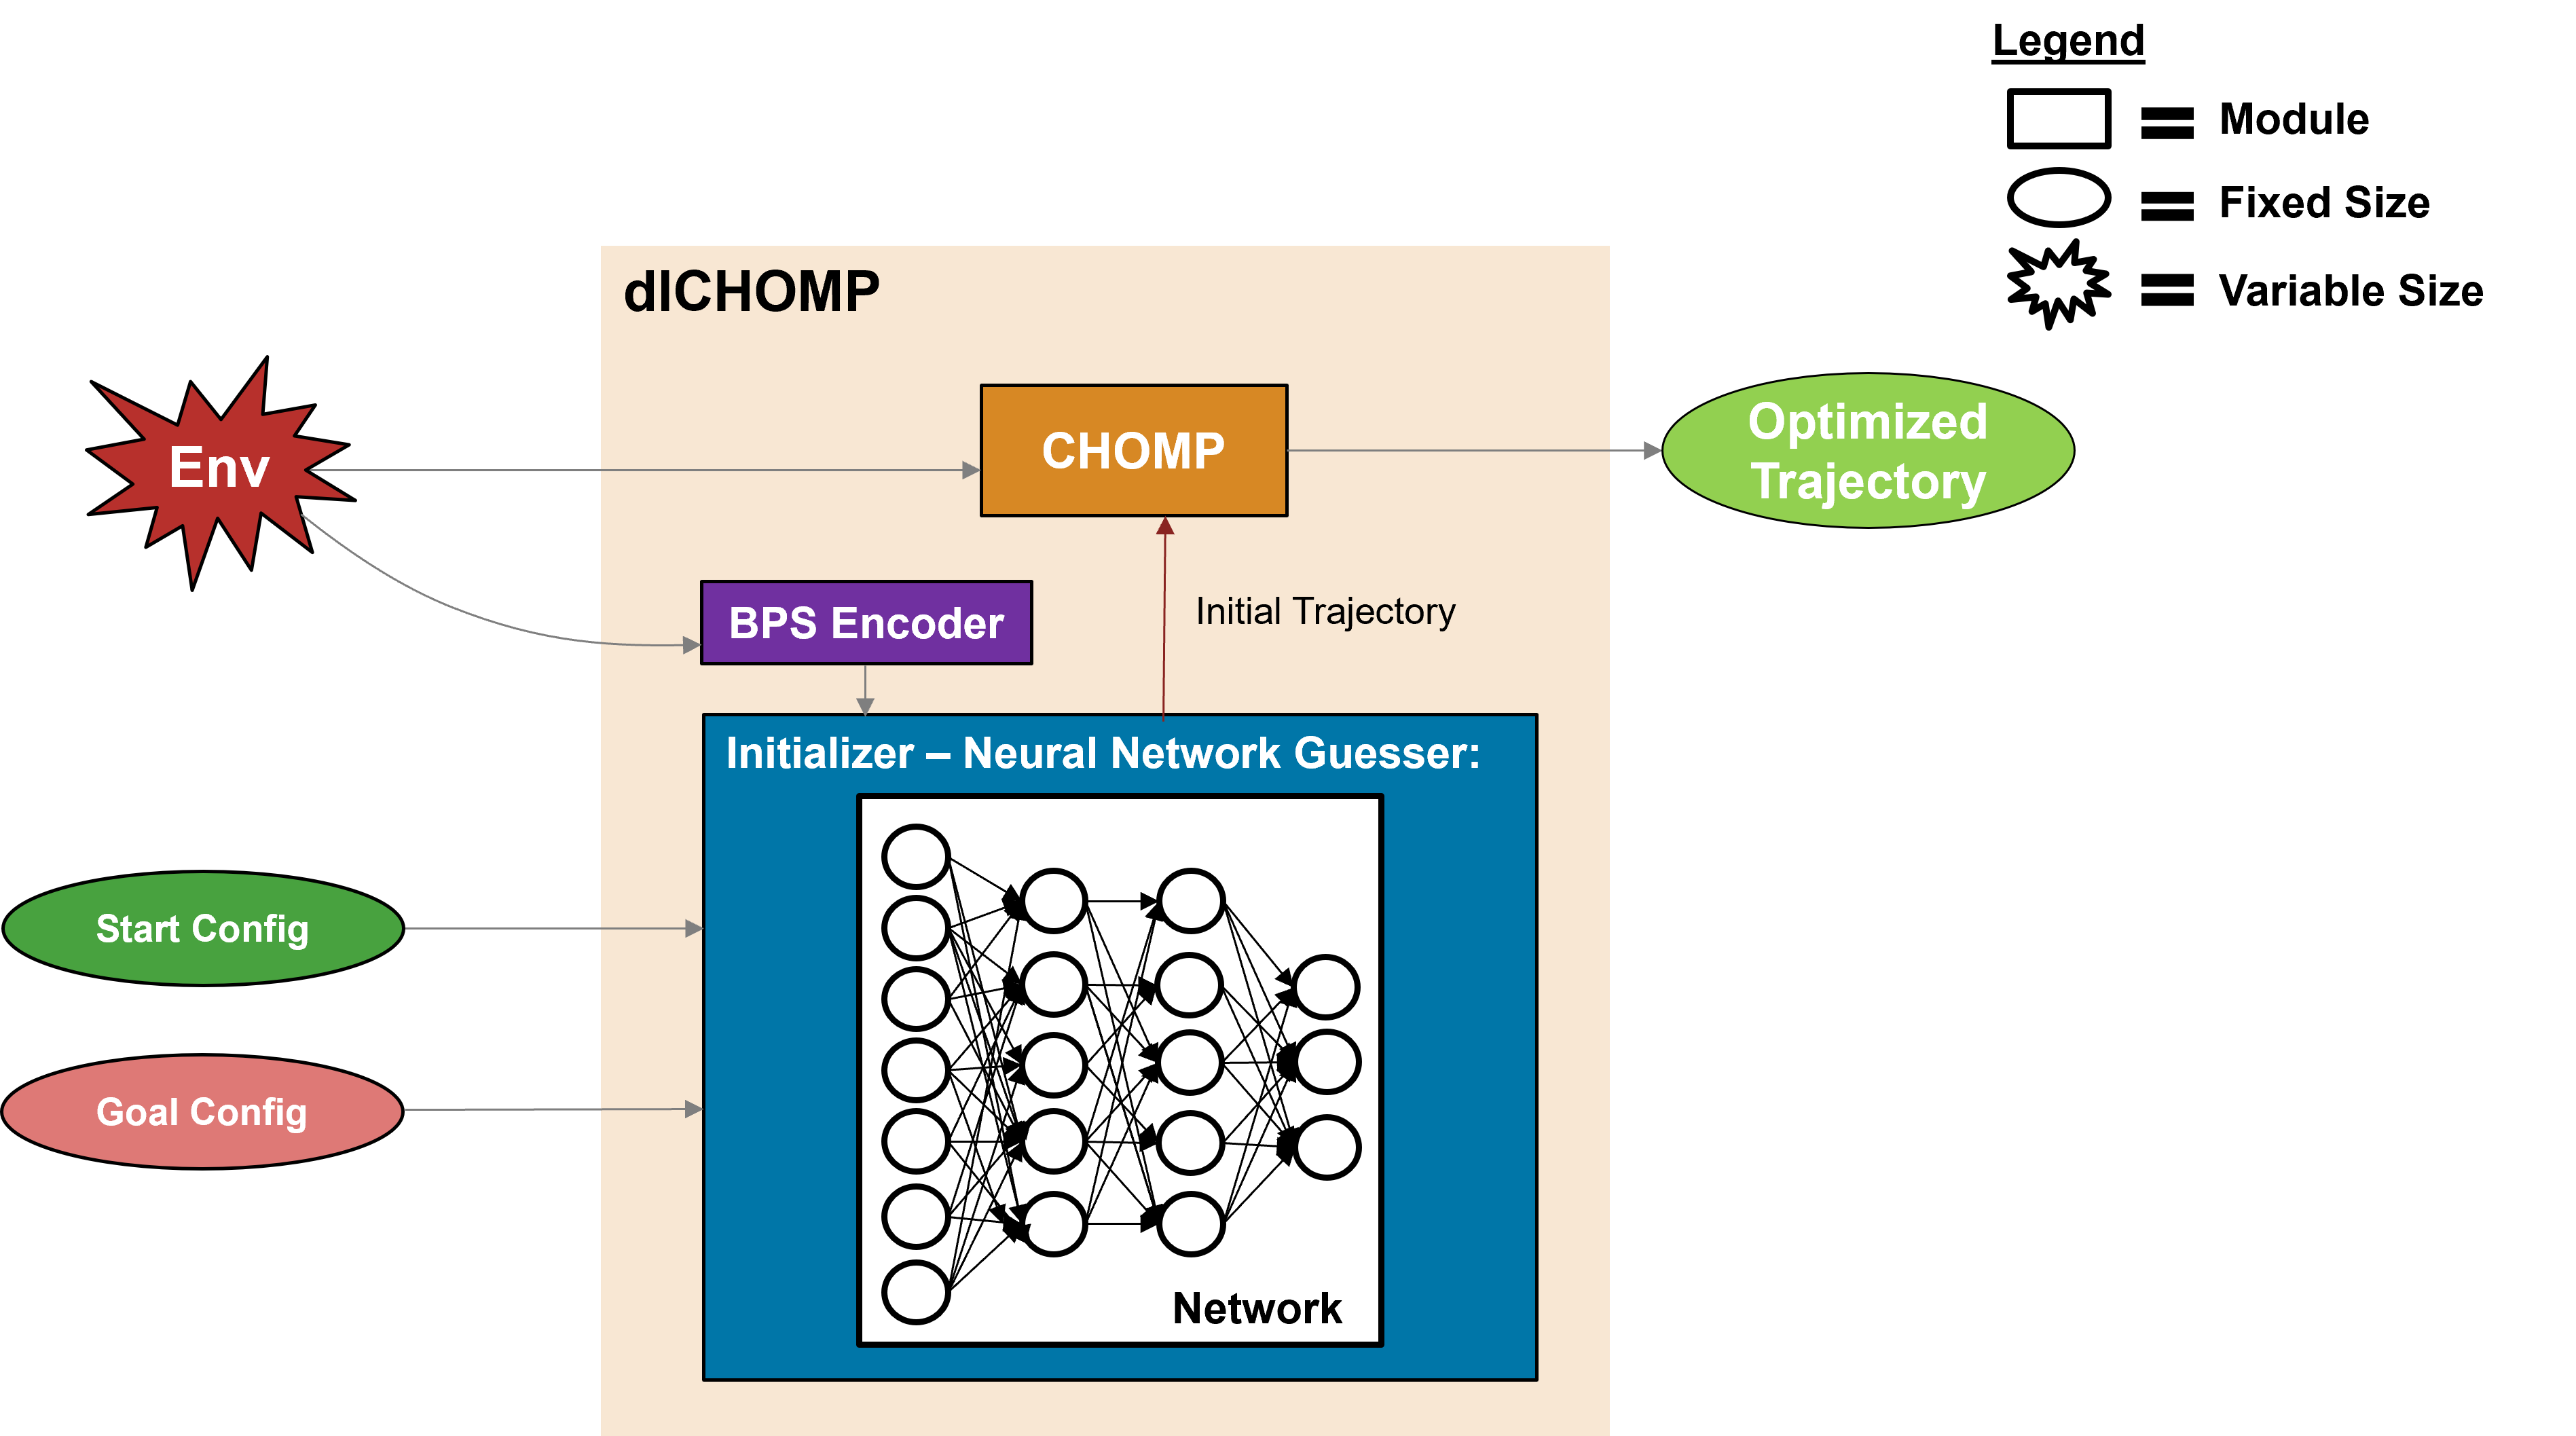 Legend
Module
Fixed Size
Variable Size
dlCHOMP
Env
CHOMP
Optimized
Trajectory
BPS Encoder
Initial Trajectory
Initializer – Neural Network Guesser:
Start Config
Goal Config
Network